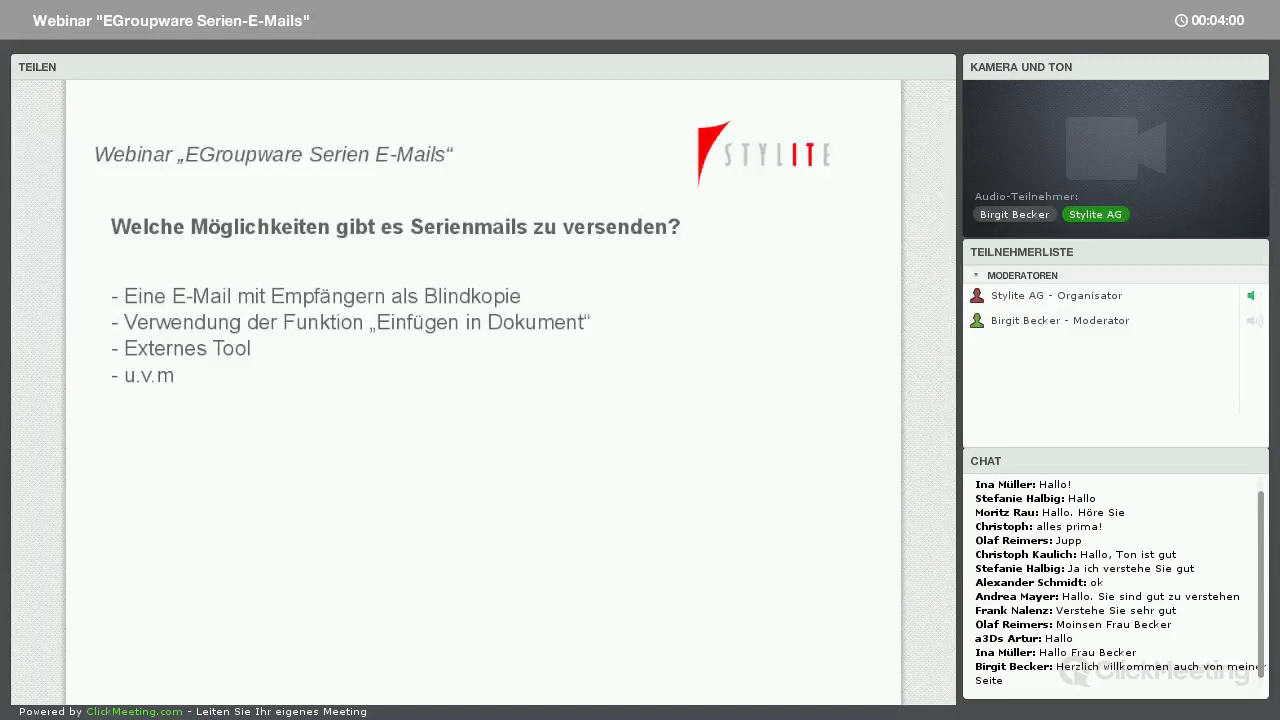 Webinar "EGroupware Serien-E-Mails"
00:04:00
TEILEN
Webinar „EGroupware Serien E-Mails“
STYLITE
Welche Möglichkeiten gibt es Serienmails zu versenden?
- Eine E-Mail mit Empfängern als Blindkopie
- Verwendung der Funktion „Einfügen in Dokument“
- Externes Tool
- u.v.m
KAMERA UND TON
Audio-Teilnehmer:
Birgit Becker Stylite AG
TEILNEHMERLISTE
MODERATOREN
Stylite AG - Organisator
Birgit Becker - Moderator
CHAT
Ina Müller: Hallo!
Stefanie Halbig: Hallo
Moritz Rau: Hallo. Höre Sie
Christoph: alles prima!
Olaf Reimers: Jupp
Christoph Kaulich: Hallo, Ton ist gut
Stefanie Halbig: Ja ich verstehe Sie gut
Alexander Schmidt: ok
Andrea Mayer: Hallo. Sie sind gut zu verstehen
Frank Nalenz: Verstehe Sie sehr gut
Olaf Reimers: Moinsen Frau Becker
a3Ds Artur: Hallo
Ina Müller: Hallo Frau Becker
Birgit Becker: Herzlich willkommen auch von meiner
Seite
ClickMeeting
Powered by ClickMeeting.com - Leiten Sie Ihr eigenes Meeting